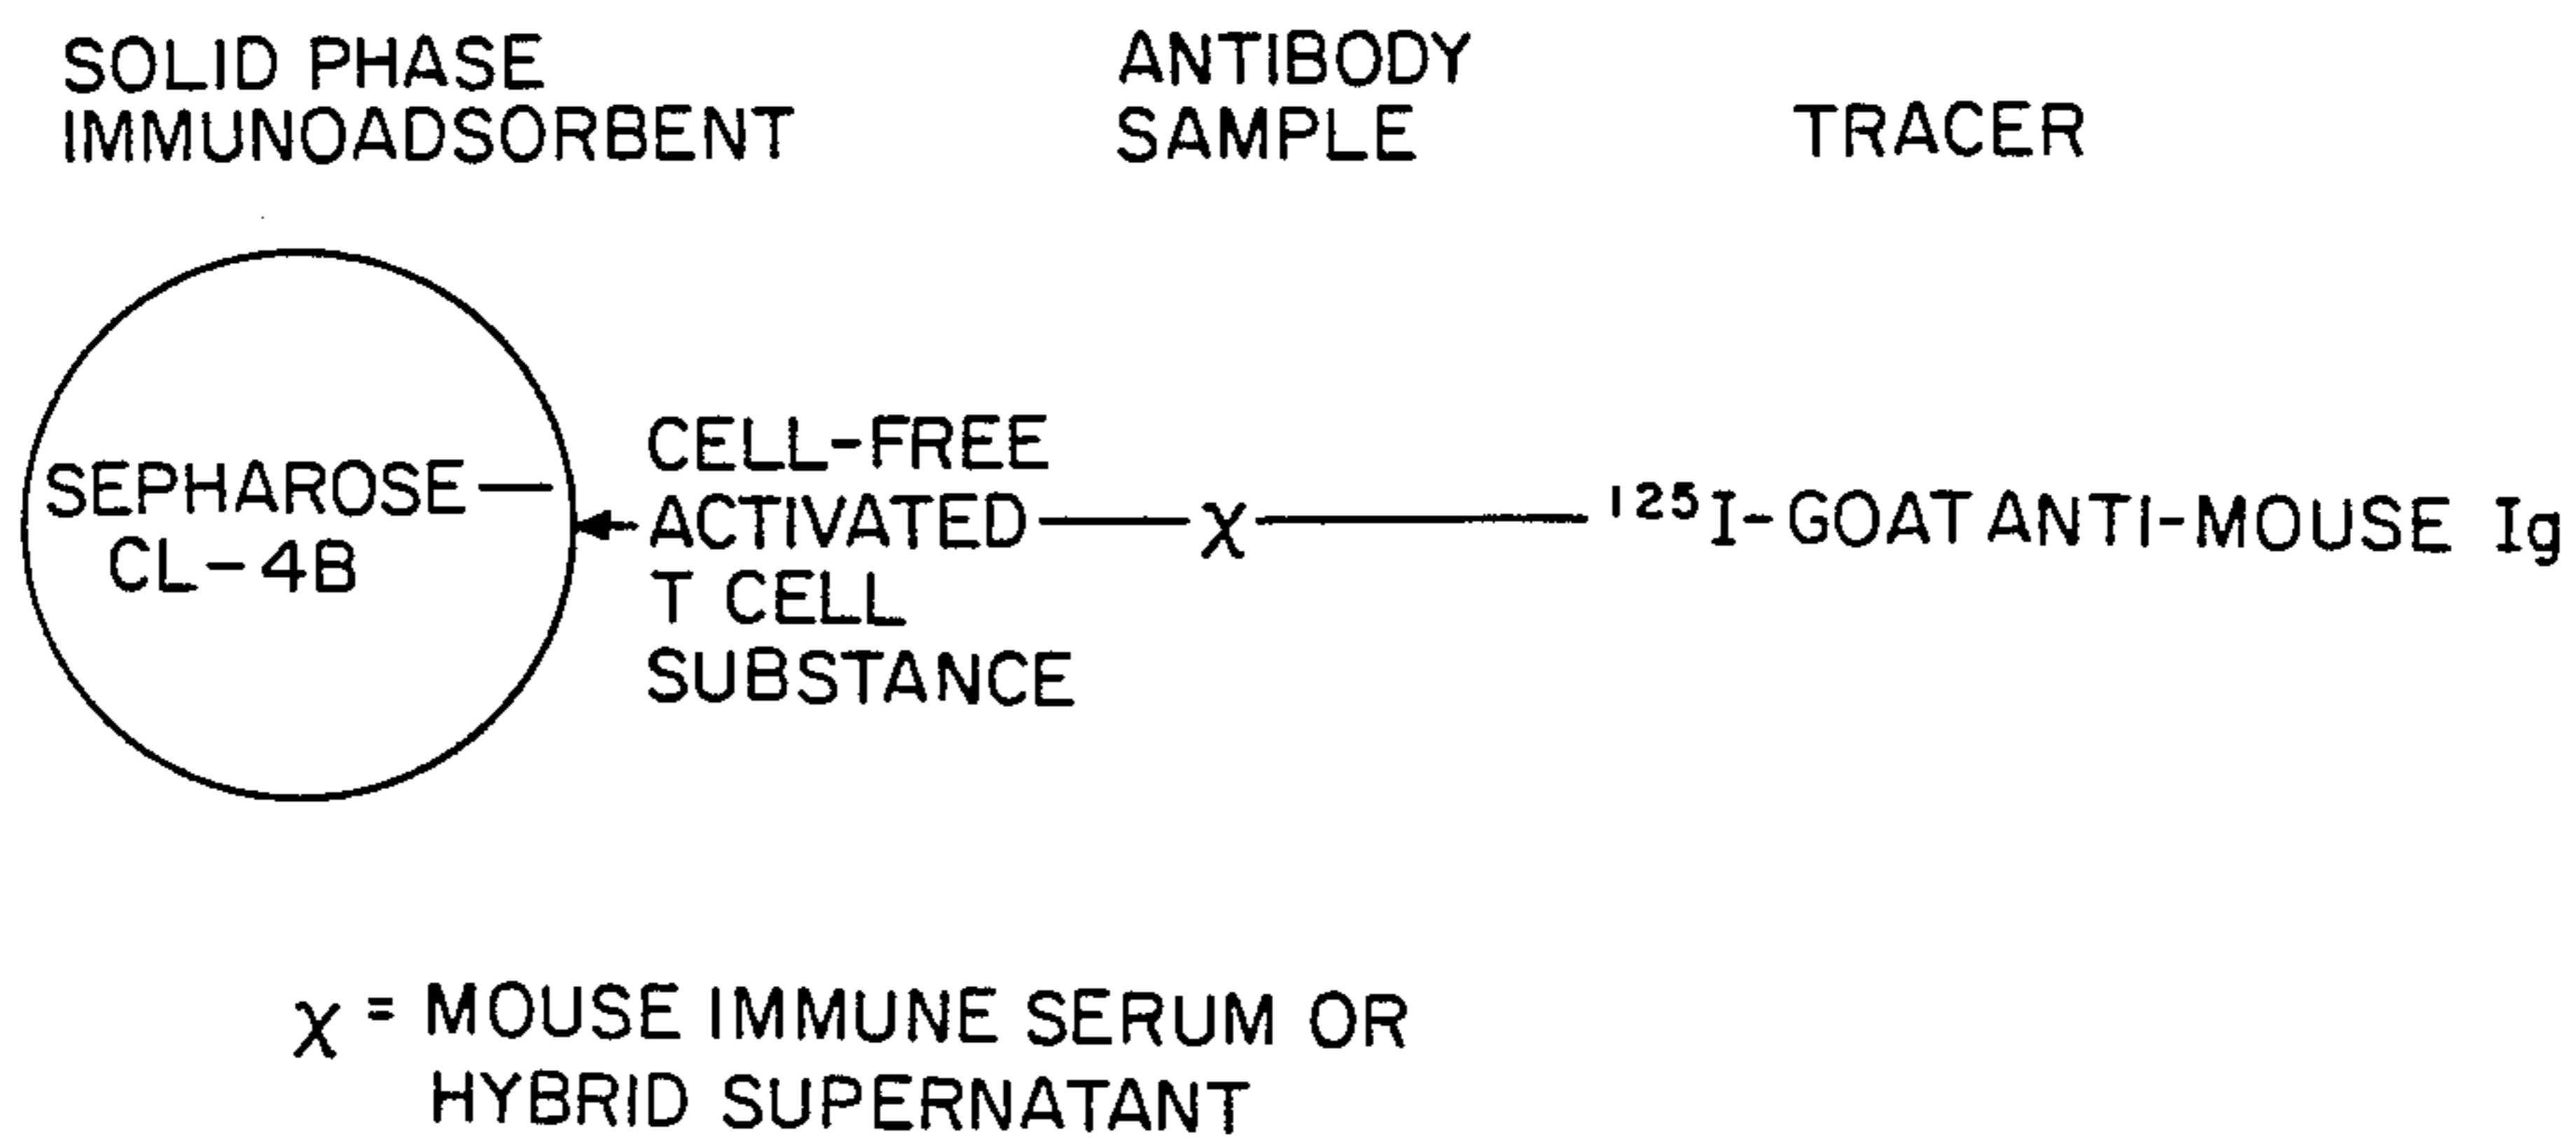 SOLID PHASE
IMMUNOADSORBENT
ANTIBODY
SAMPLE
TRACER
SEPHAROSE—
CL-4B
CELL-FREE
ACTIVATED
T CELL
SUBSTANCE
χ
¹²⁵I-GOAT ANTI-MOUSE Ig
χ = MOUSE IMMUNE SERUM OR
HYBRID SUPERNATANT